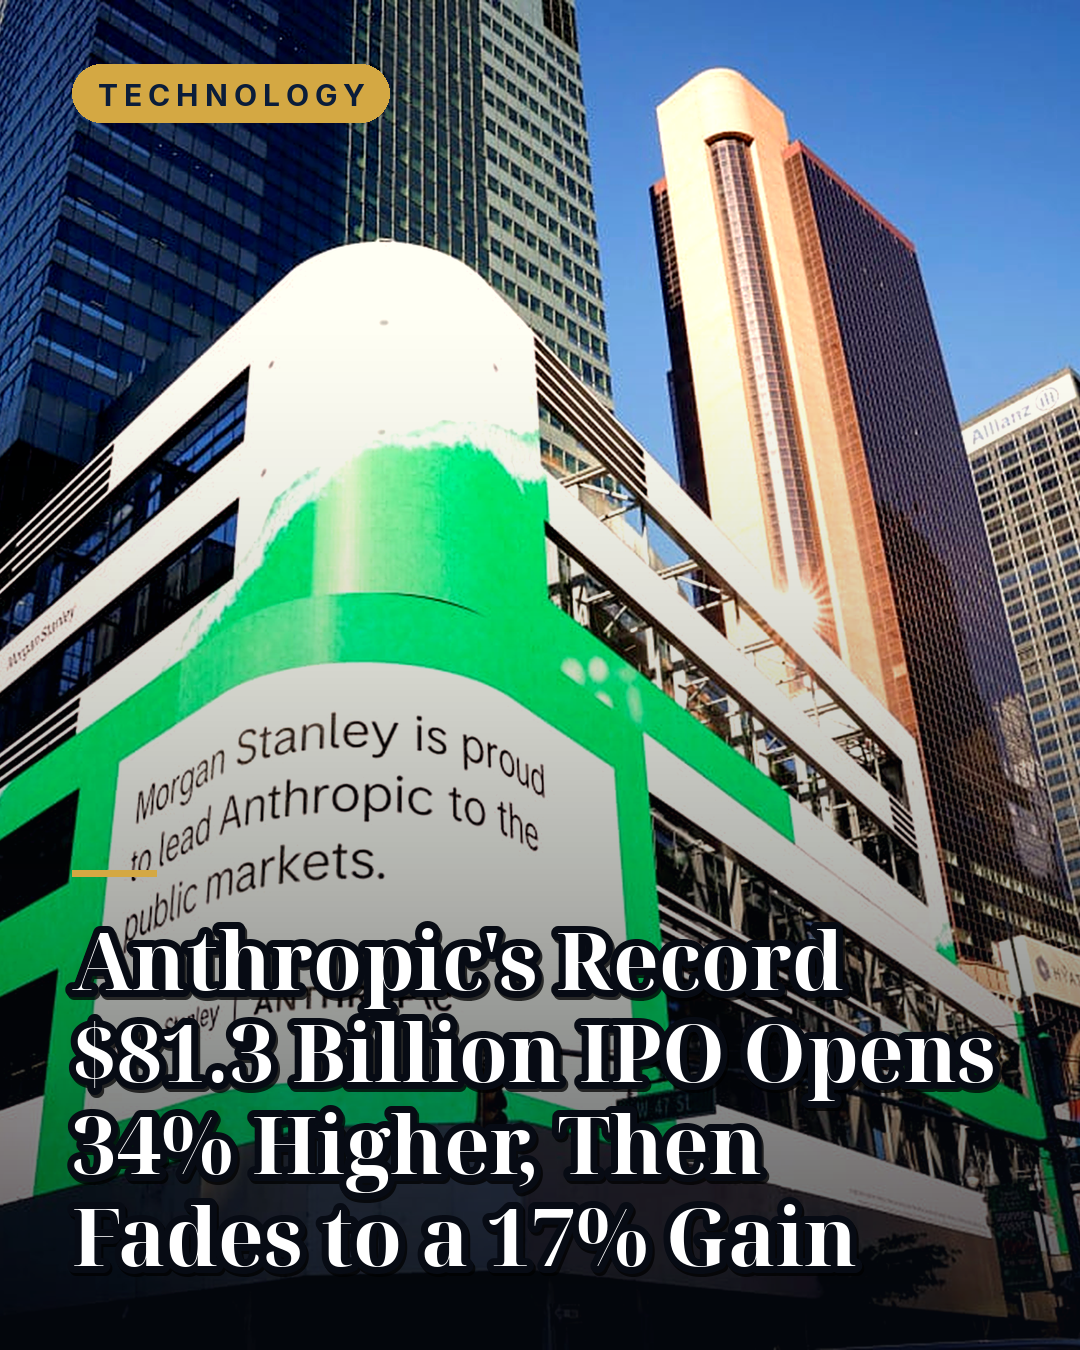 TECHNOLOGY
Allianz
Morgan Stanley
Morgan Stanley is proud
to lead Anthropic to the
public markets.
Anthropic's Record
$81.3 Billion IPO Opens
34% Higher, Then
Fades to a 17% Gain
W 47 St